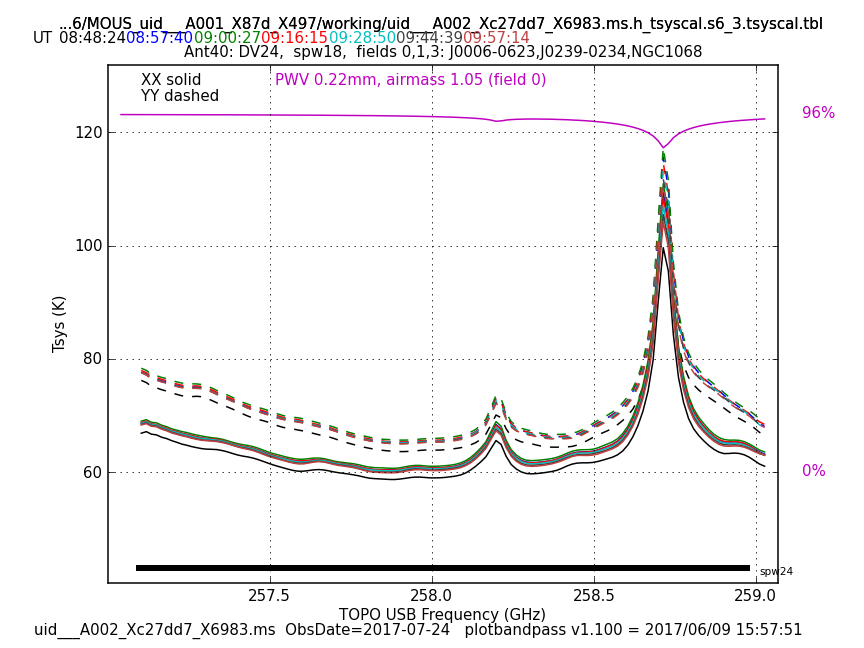 ...6/MOUS_uid___A001_X87d_X497/working/uid___A002_Xc27dd7_X6983.ms.h_tsyscal.s6_3.tsyscal.tbl
UT 08:48:24 08:57:40 09:00:27 09:16:15 09:28:50 09:44:39 09:57:14
Ant40: DV24,  spw18,  fields 0,1,3: J0006-0623,J0239-0234,NGC1068
XX solid PWV 0.22mm, airmass 1.05 (field 0)
YY dashed
96%
120
100
Tsys (K)
80
60
0%
spw24
257.5 258.0 258.5 259.0
TOPO USB Frequency (GHz)
uid___A002_Xc27dd7_X6983.ms  ObsDate=2017-07-24   plotbandpass v1.100 = 2017/06/09 15:57:51